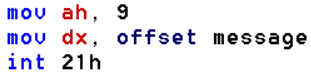 mov ah, 9
mov dx, offset message
int 21h